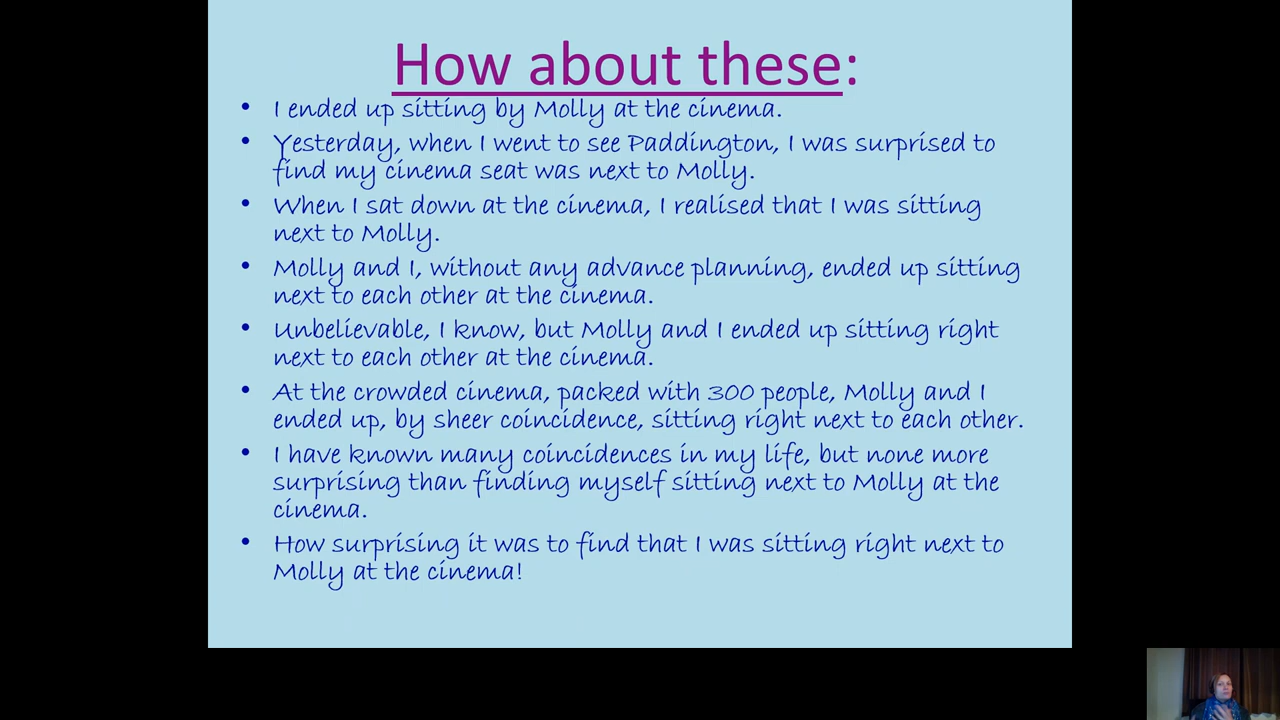 How about these:
• I ended up sitting by Molly at the cinema.
• Yesterday, when I went to see Paddington, I was surprised to
find my cinema seat was next to Molly.
• When I sat down at the cinema, I realised that I was sitting
next to Molly.
• Molly and I, without any advance planning, ended up sitting
next to each other at the cinema.
• Unbelievable, I know, but Molly and I ended up sitting right
next to each other at the cinema.
• At the crowded cinema, packed with 300 people, Molly and I
ended up, by sheer coincidence, sitting right next to each other.
• I have known many coincidences in my life, but none more
surprising than finding myself sitting next to Molly at the
cinema.
• How surprising it was to find that I was sitting right next to
Molly at the cinema!